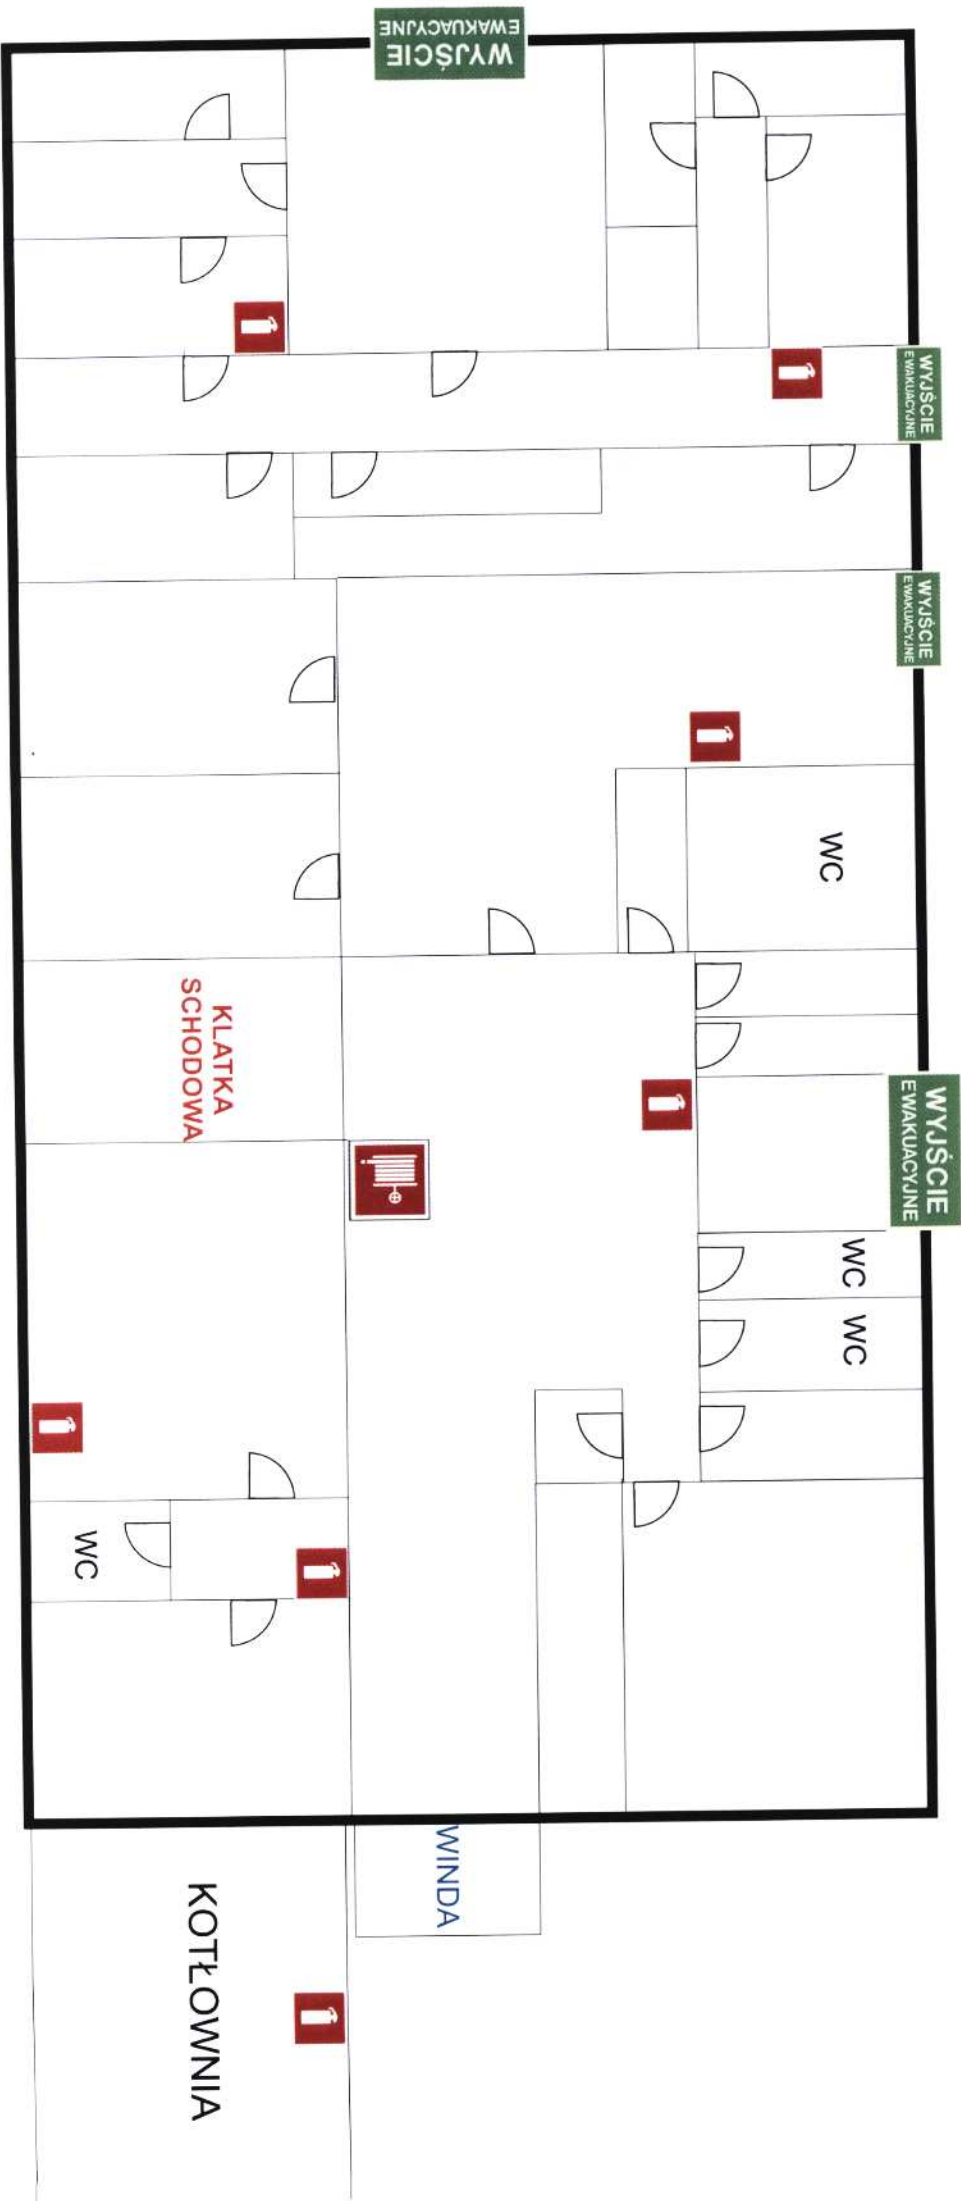 WYJŚCIE
EWAKUACYJNE
WYJŚCIE
EWAKUACYJNE
WYJŚCIE
EWAKUACYJNE
WC
KLATKA
SCHODOWA
WYJŚCIE
EWAKUACYJNE
WC
WC
WC
WINDA
KOTŁOWNIA